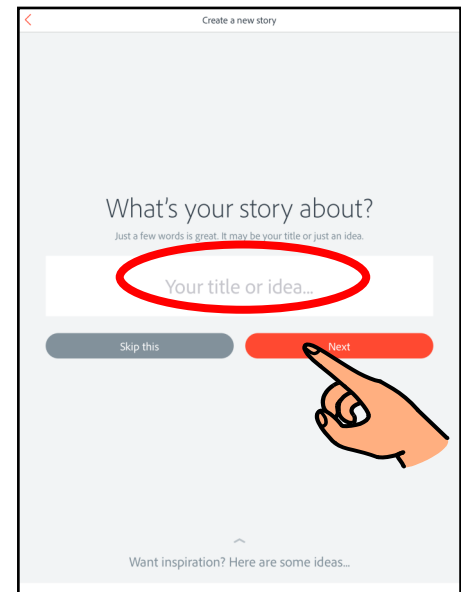 Create a new story
What's your story about?
Just a few words is great. It may be your title or just an idea.
Your title or idea...
Skip this
Next
Want inspiration? Here are some ideas...